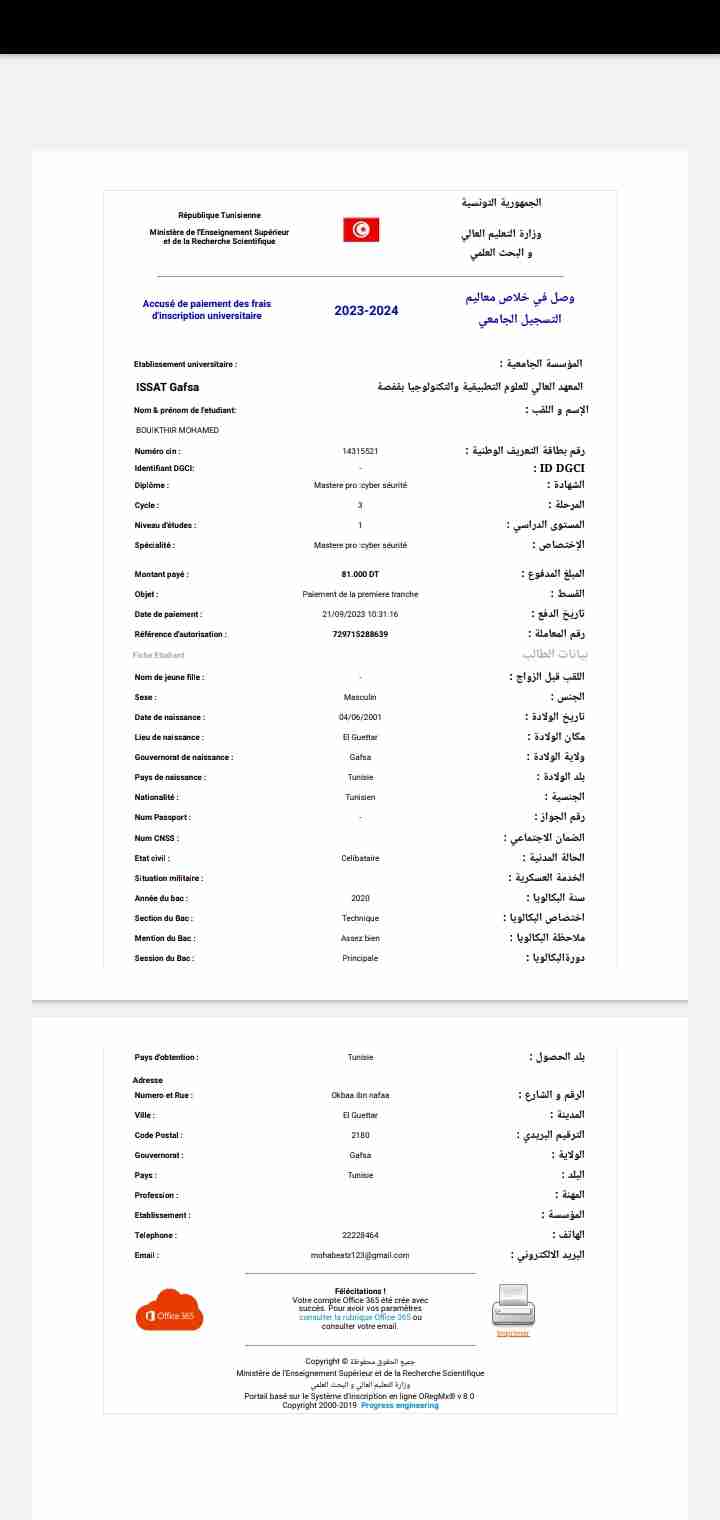 République Tunisienne
Ministère de l'Enseignement Supérieur
et de la Recherche Scientifique
الجمهورية التونسية
وزارة التعليم العالي
و البحث العلمي
Accusé de paiement des frais
d'inscription universitaire
2023-2024
وصل في خلاص معاليم
التسجيل الجامعي
Etablissement universitaire : المؤسسة الجامعية :
ISSAT Gafsa المعهد العالي للعلوم التطبيقية والتكنولوجيا بقفصة
Nom & prénom de l'etudiant: الإسم و اللقب :
BOUIKTHIR MOHAMED
Numéro cin : 14315521 رقم بطاقة التعريف الوطنية :
Identifiant DGCI: - ID DGCI :
Diplôme : Mastere pro :cyber séurité الشهادة :
Cycle : 3 المرحلة :
Niveau d'études : 1 المستوى الدراسي :
Spécialité : Mastere pro :cyber séurité الإختصاص :
Montant payé : 81.000 DT المبلغ المدفوع :
Objet : Paiement de la premiere tranche القسط :
Date de paiement : 21/09/2023 10:31:16 تاريخ الدفع :
Référence d'autorisation : 729715288639 رقم المعاملة :
Fiche Etudiant بيانات الطالب
Nom de jeune fille : - اللقب قبل الزواج :
Sexe : Masculin الجنس :
Date de naissance : 04/06/2001 تاريخ الولادة :
Lieu de naissance : El Guettar مكان الولادة :
Gouvernorat de naissance : Gafsa ولاية الولادة :
Pays de naissance : Tunisie بلد الولادة :
Nationalité : Tunisien الجنسية :
Num Passport : - رقم الجواز :
Num CNSS : الضمان الاجتماعي :
Etat civil : Celibataire الحالة المدنية :
Situation militaire : الخدمة العسكرية :
Année du bac : 2020 سنة البكالويا :
Section du Bac : Technique اختصاص البكالويا :
Mention du Bac : Assez bien ملاحظة البكالويا :
Session du Bac : Principale دورةالبكالويا :
Pays d'obtention : Tunisie بلد الحصول :
Adresse
Numero et Rue : Okbaa ibn nafaa الرقم و الشارع :
Ville : El Guettar المدينة :
Code Postal : 2180 الترقيم البريدي :
Gouvernorat : Gafsa الولاية :
Pays : Tunisie البلد :
Profession : المهنة :
Etablissement : المؤسسة :
Telephone : 22228464 الهاتف :
Email : mohabeatz123@gmail.com البريد الالكتروني :
Office 365
Félécitations !
Votre compte Office 365 été crée avec
succès. Pour avoir vos paramètres
consulter la rubrique Office 365 ou
consulter votre email.
Imprimer
Copyright © جميع الحقوق محفوظة
Ministère de l'Enseignement Supérieur et de la Recherche Scientifique
وزارة التعليم العالي و البحث العلمي
Portail basé sur le Système d'inscription en ligne ORegMx® v 8.0
Copyright 2000-2019 Progress engineering